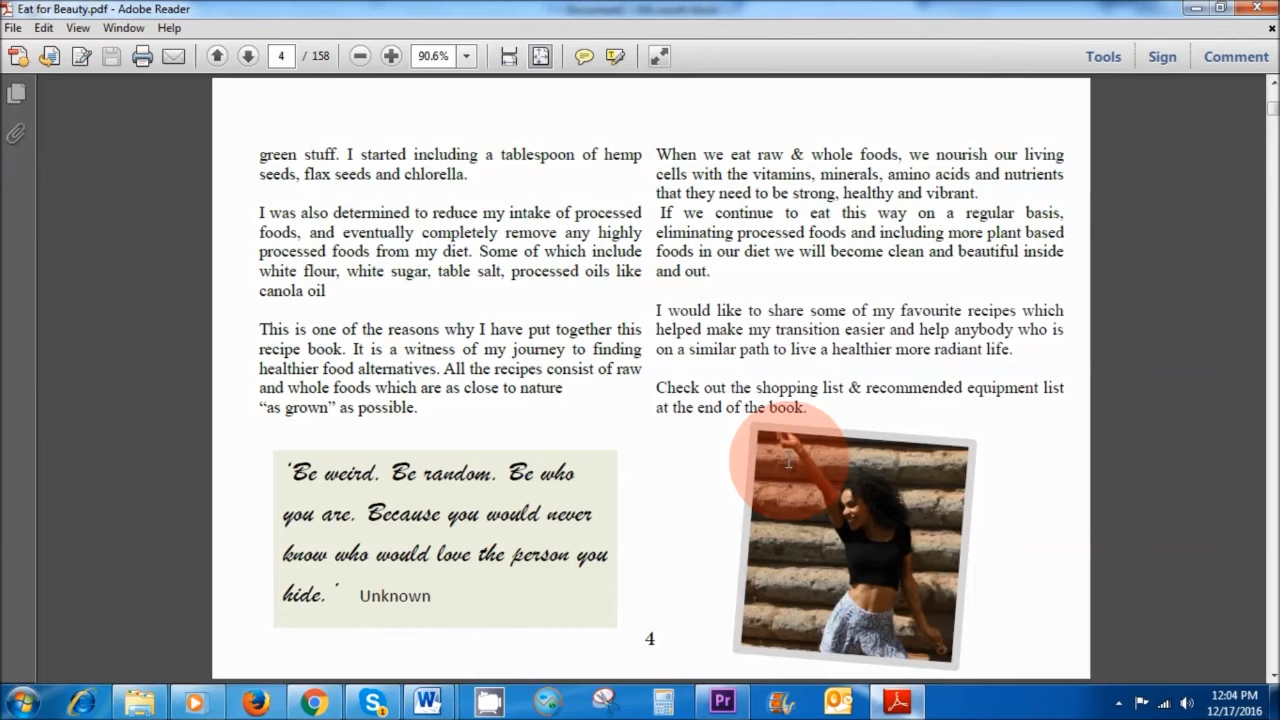 Eat for Beauty.pdf - Adobe Reader
File Edit View Window Help
4 / 158 90.6% Tools Sign Comment
green stuff. I started including a tablespoon of hemp
seeds, flax seeds and chlorella.
I was also determined to reduce my intake of processed
foods, and eventually completely remove any highly
processed foods from my diet. Some of which include
white flour, white sugar, table salt, processed oils like
canola oil
This is one of the reasons why I have put together this
recipe book. It is a witness of my journey to finding
healthier food alternatives. All the recipes consist of raw
and whole foods which are as close to nature
“as grown” as possible.
‘Be weird. Be random. Be who
you are. Because you would never
know who would love the person you
hide.’ Unknown
When we eat raw & whole foods, we nourish our living
cells with the vitamins, minerals, amino acids and nutrients
that they need to be strong, healthy and vibrant.
If we continue to eat this way on a regular basis,
eliminating processed foods and including more plant based
foods in our diet we will become clean and beautiful inside
and out.
I would like to share some of my favourite recipes which
helped make my transition easier and help anybody who is
on a similar path to live a healthier more radiant life.
Check out the shopping list & recommended equipment list
at the end of the book.
4
12:04 PM
12/17/2016